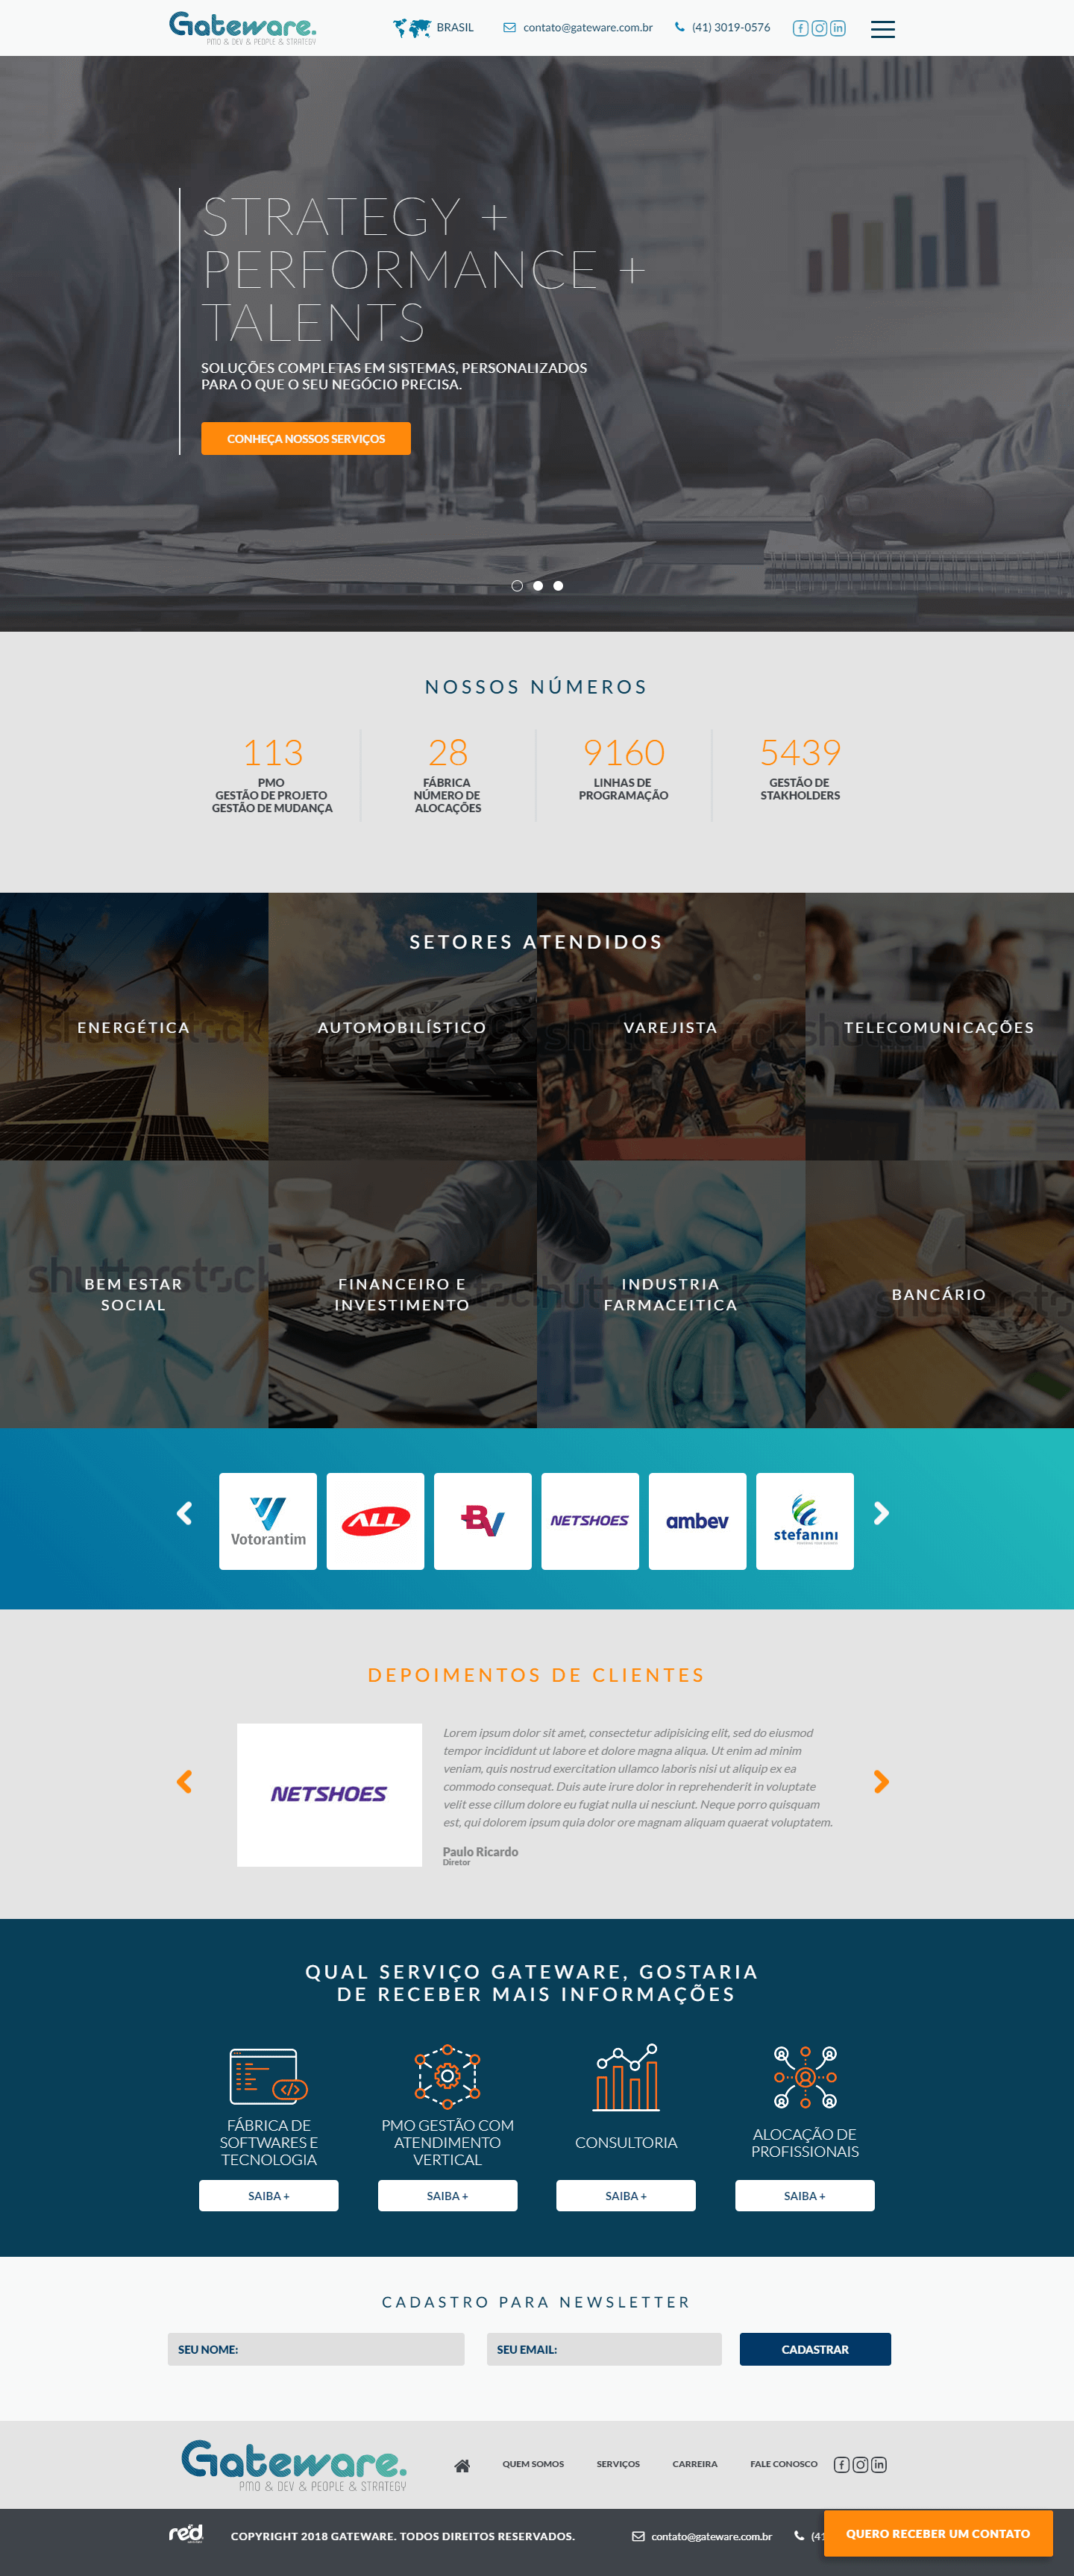 Gateware.
PMO & DEV & PEOPLE & STRATEGY
BRASIL
contato@gateware.com.br
(41) 3019-0576
STRATEGY +
PERFORMANCE +
TALENTS
SOLUÇÕES COMPLETAS EM SISTEMAS, PERSONALIZADOS
PARA O QUE O SEU NEGÓCIO PRECISA.
CONHEÇA NOSSOS SERVIÇOS
NOSSOS NÚMEROS
113
PMO
GESTÃO DE PROJETO
GESTÃO DE MUDANÇA
28
FÁBRICA
NÚMERO DE
ALOCAÇÕES
9160
LINHAS DE
PROGRAMAÇÃO
5439
GESTÃO DE
STAKHOLDERS
SETORES ATENDIDOS
ENERGÉTICA
AUTOMOBILÍSTICO
VAREJISTA
TELECOMUNICAÇÕES
BEM ESTAR
SOCIAL
FINANCEIRO E
INVESTIMENTO
INDUSTRIA
FARMACEITICA
BANCÁRIO
shutterstock
Votorantim
ALL
BV
NETSHOES
ambev
stefanini
DEPOIMENTOS DE CLIENTES
NETSHOES
Lorem ipsum dolor sit amet, consectetur adipisicing elit, sed do eiusmod
tempor incididunt ut labore et dolore magna aliqua. Ut enim ad minim
veniam, quis nostrud exercitation ullamco laboris nisi ut aliquip ex ea
commodo consequat. Duis aute irure dolor in reprehenderit in voluptate
velit esse cillum dolore eu fugiat nulla ui nesciunt. Neque porro quisquam
est, qui dolorem ipsum quia dolor ore magnam aliquam quaerat voluptatem.
Paulo Ricardo
Diretor
QUAL SERVIÇO GATEWARE, GOSTARIA
DE RECEBER MAIS INFORMAÇÕES
FÁBRICA DE
SOFTWARES E
TECNOLOGIA
SAIBA +
PMO GESTÃO COM
ATENDIMENTO
VERTICAL
SAIBA +
CONSULTORIA
SAIBA +
ALOCAÇÃO DE
PROFISSIONAIS
SAIBA +
CADASTRO PARA NEWSLETTER
SEU NOME:
SEU EMAIL:
CADASTRAR
Gateware.
PMO & DEV & PEOPLE & STRATEGY
QUEM SOMOS
SERVIÇOS
CARREIRA
FALE CONOSCO
red
COPYRIGHT 2018 GATEWARE. TODOS DIREITOS RESERVADOS.
contato@gateware.com.br
(41
QUERO RECEBER UM CONTATO